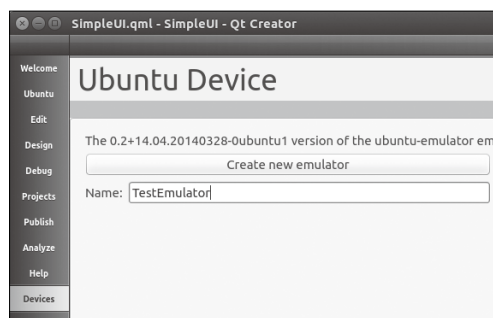 SimpleUI.qml - SimpleUI - Qt Creator
Welcome
Ubuntu
Edit
Design
Debug
Projects
Publish
Analyze
Help
Devices
Ubuntu Device
The 0.2+14.04.20140328-0ubuntu1 version of the ubuntu-emulator em
Create new emulator
Name: TestEmulator